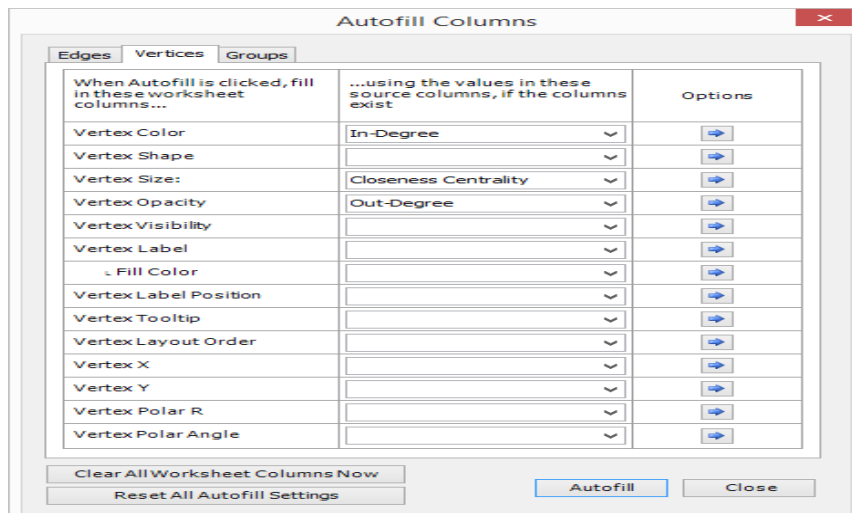 Autofill Columns
Edges Vertices Groups
When Autofill is clicked, fill ...using the values in these
in these worksheet source columns, if the columns Options
columns... exist
Vertex Color In-Degree
Vertex Shape
Vertex Size: Closeness Centrality
Vertex Opacity Out-Degree
Vertex Visibility
Vertex Label
Fill Color
Vertex Label Position
Vertex Tooltip
Vertex Layout Order
Vertex X
Vertex Y
Vertex Polar R
Vertex Polar Angle
Clear All Worksheet Columns Now
Autofill Close
Reset All Autofill Settings